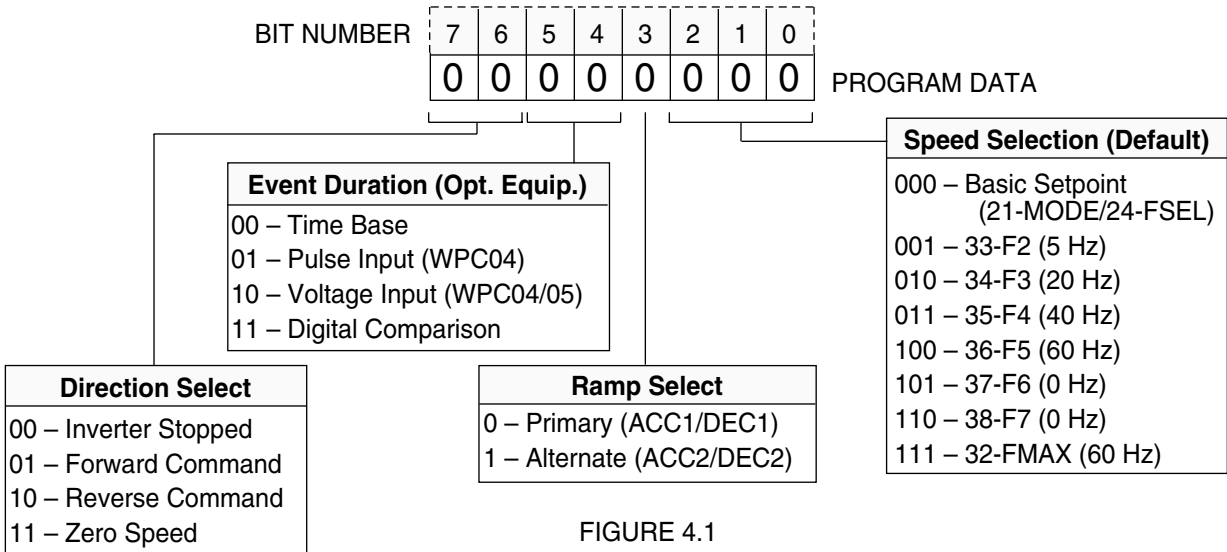 BIT NUMBER 7 6 5 4 3 2 1 0
0 0 0 0 0 0 0 0 PROGRAM DATA
Speed Selection (Default)
000 – Basic Setpoint
(21-MODE/24-FSEL)
001 – 33-F2 (5 Hz)
010 – 34-F3 (20 Hz)
011 – 35-F4 (40 Hz)
100 – 36-F5 (60 Hz)
101 – 37-F6 (0 Hz)
110 – 38-F7 (0 Hz)
111 – 32-FMAX (60 Hz)
Event Duration (Opt. Equip.)
00 – Time Base
01 – Pulse Input (WPC04)
10 – Voltage Input (WPC04/05)
11 – Digital Comparison
Direction Select
00 – Inverter Stopped
01 – Forward Command
10 – Reverse Command
11 – Zero Speed
Ramp Select
0 – Primary (ACC1/DEC1)
1 – Alternate (ACC2/DEC2)
FIGURE 4.1